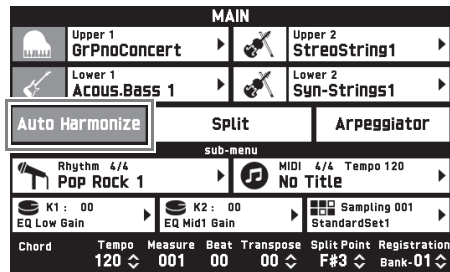 MAIN
Upper 1
GrPnoConcert
Upper 2
StreoString1
Lower 1
Acous.Bass 1
Lower 2
Syn-Strings1
Auto Harmonize
Split
Arpeggiator
sub-menu
Rhythm 4/4
Pop Rock 1
MIDI 4/4 Tempo 120
No Title
K1: 00
EQ Low Gain
K2: 00
EQ Mid1 Gain
Sampling 001
StandardSet1
Chord Tempo Measure Beat Transpose Split Point Registration
120 001 00 00 F#3 Bank-01